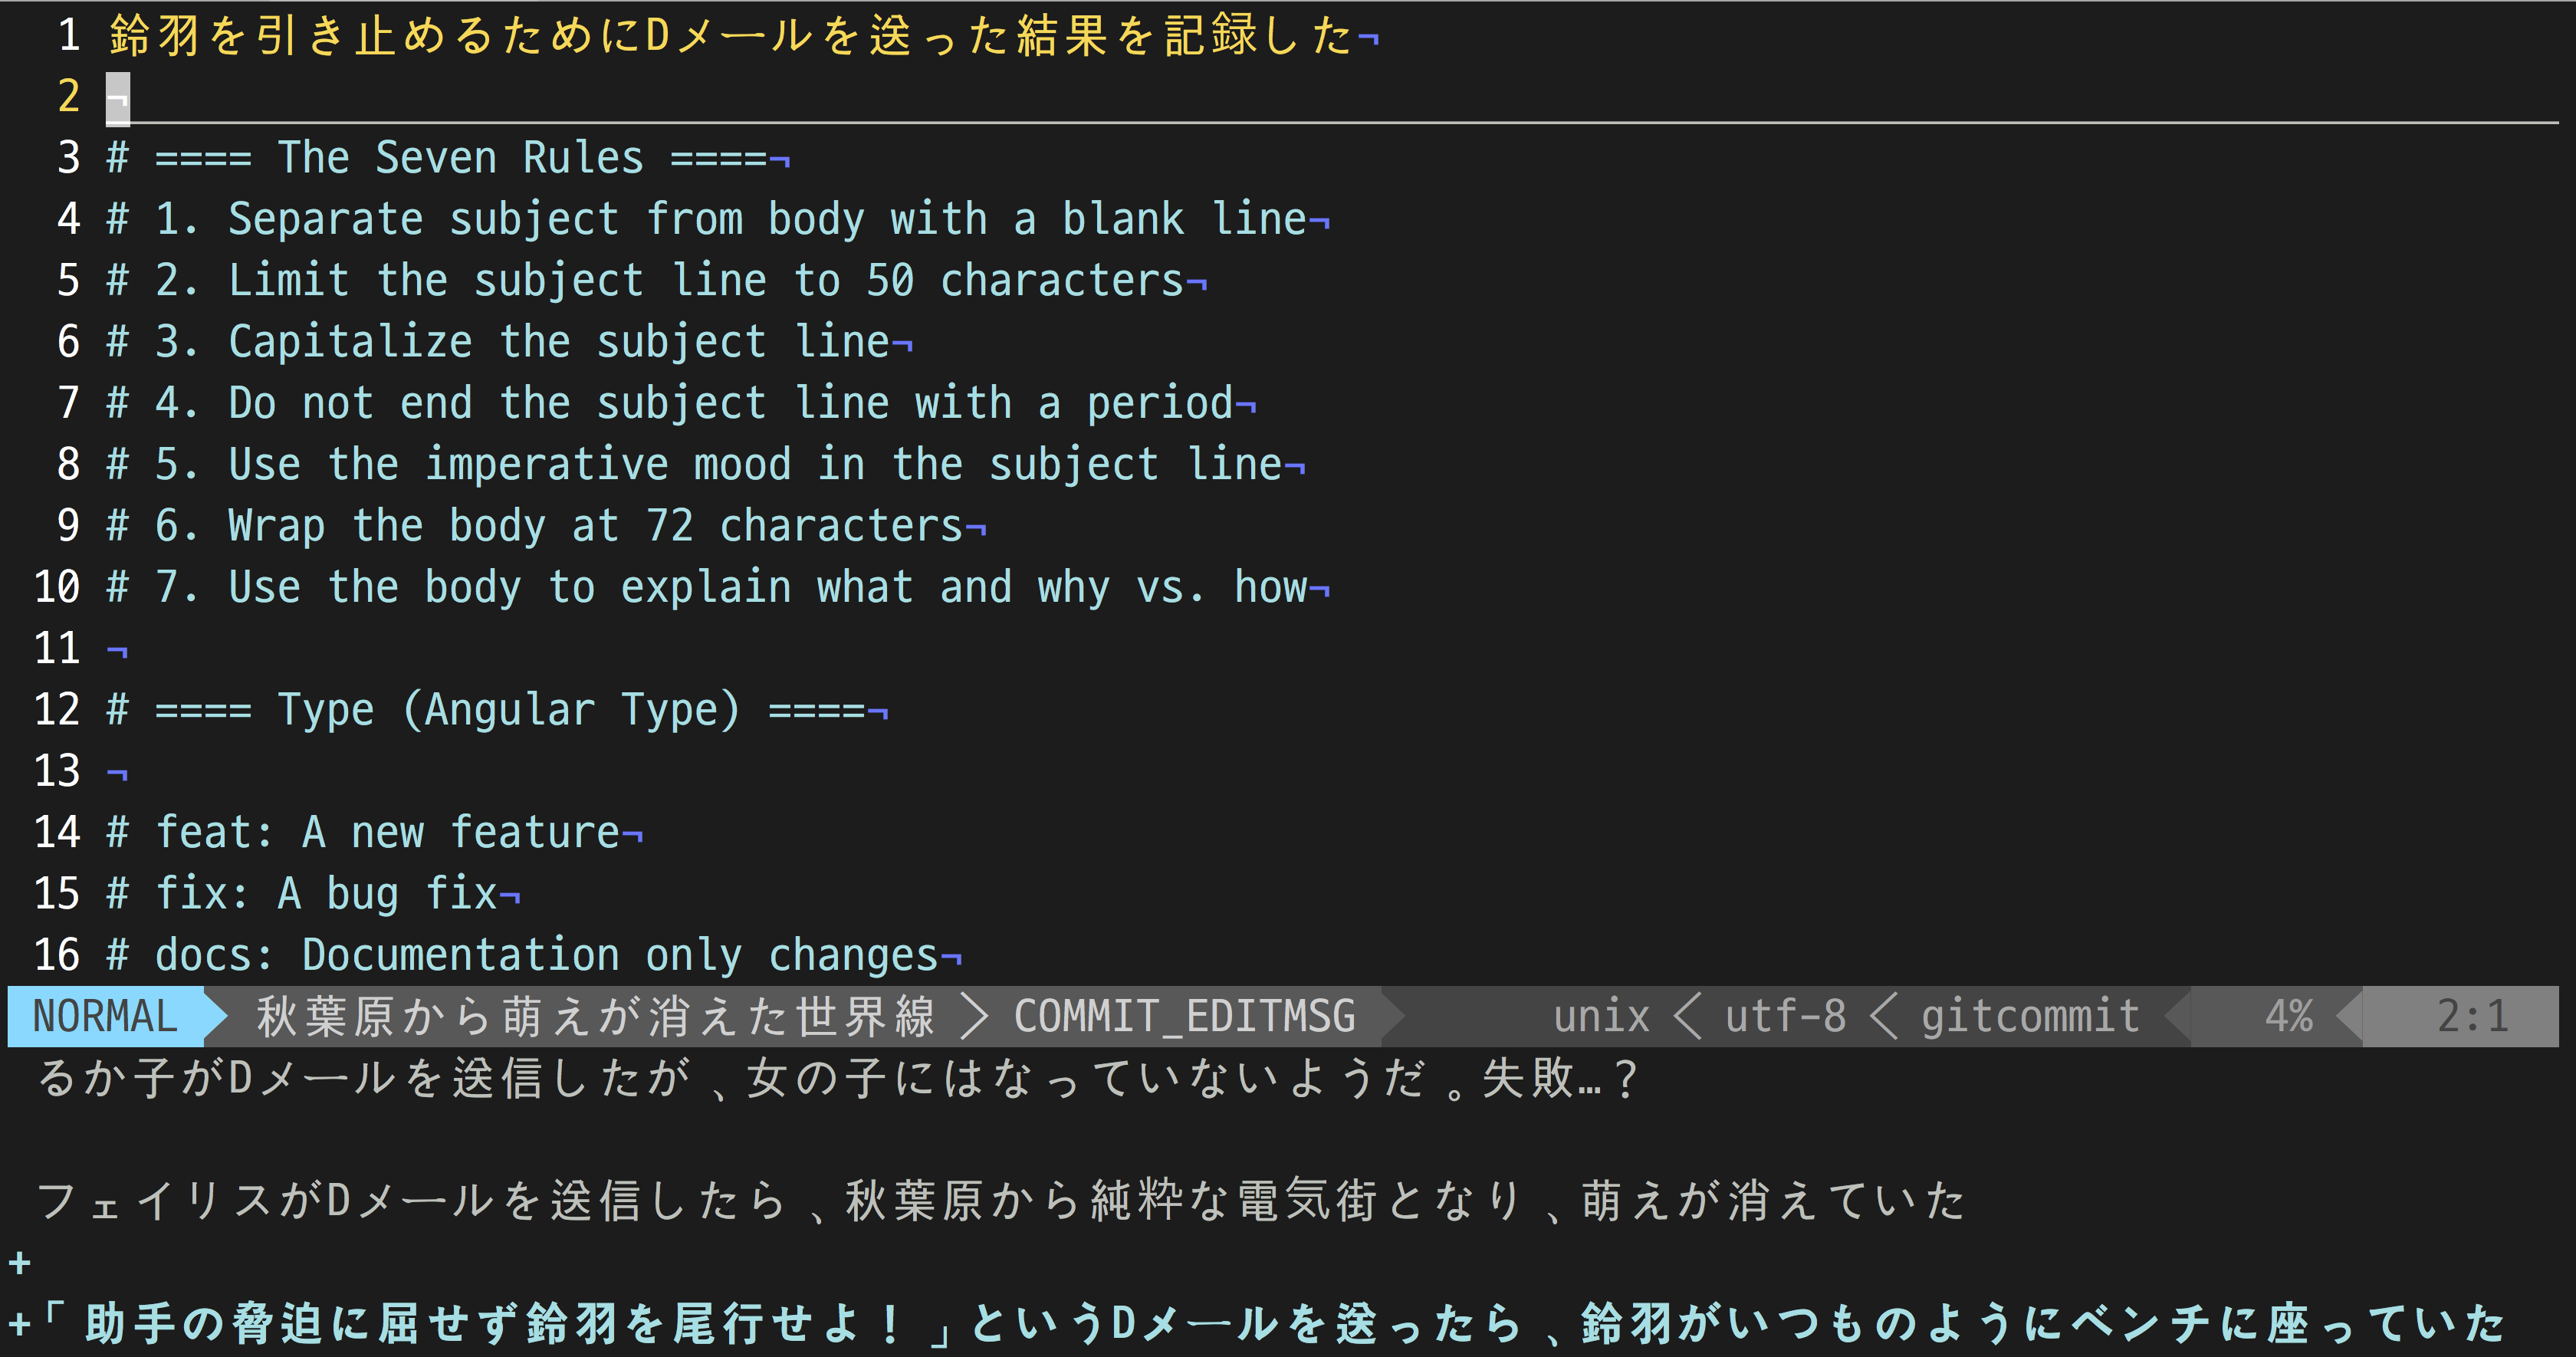 1 鈴羽を引き止めるためにDメールを送った結果を記録した¬
2 ¬
3 # ==== The Seven Rules ====¬
4 # 1. Separate subject from body with a blank line¬
5 # 2. Limit the subject line to 50 characters¬
6 # 3. Capitalize the subject line¬
7 # 4. Do not end the subject line with a period¬
8 # 5. Use the imperative mood in the subject line¬
9 # 6. Wrap the body at 72 characters¬
10 # 7. Use the body to explain what and why vs. how¬
11 ¬
12 # ==== Type (Angular Type) ====¬
13 ¬
14 # feat: A new feature¬
15 # fix: A bug fix¬
16 # docs: Documentation only changes¬
NORMAL 秋葉原から萌えが消えた世界線 > COMMIT_EDITMSG unix < utf-8 < gitcommit 4% 2:1
るか子がDメールを送信したが、女の子にはなっていないようだ。失敗…？
フェイリスがDメールを送信したら、秋葉原から純粋な電気街となり、萌えが消えていた
+
+「助手の脅迫に屈せず鈴羽を尾行せよ！」というDメールを送ったら、鈴羽がいつものようにベンチに座っていた